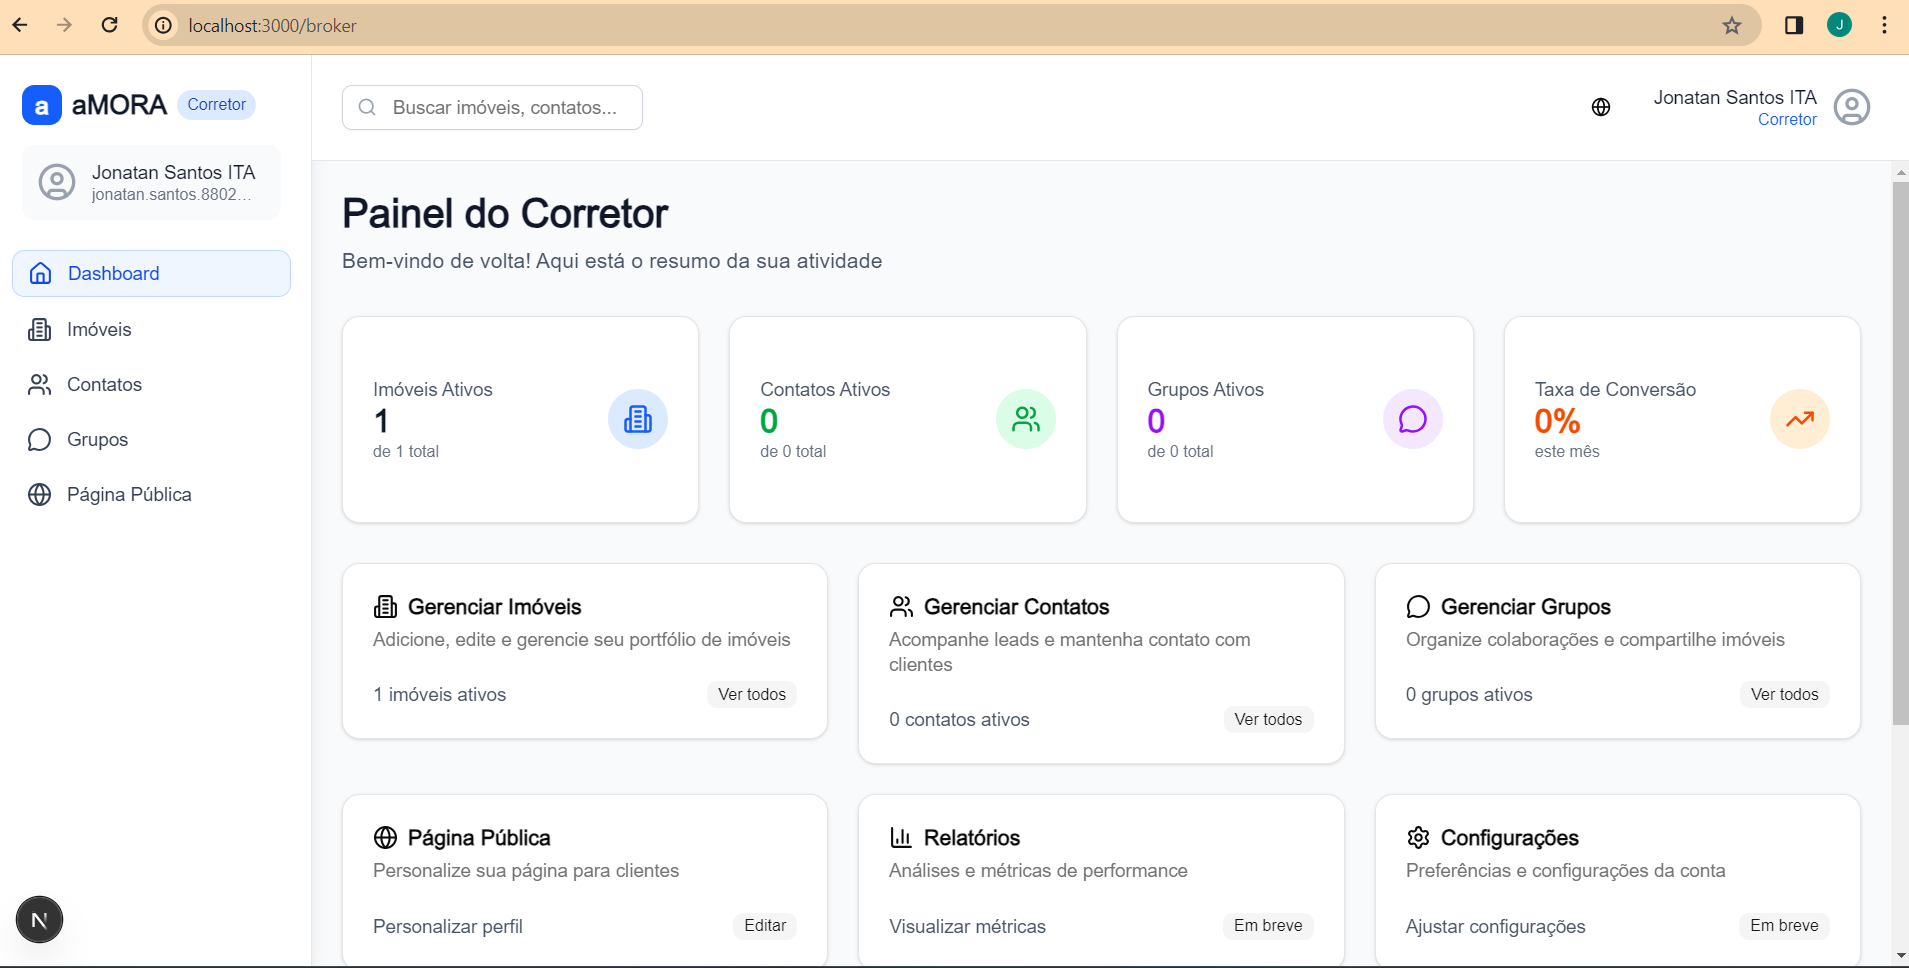 localhost:3000/broker
J
a aMORA Corretor
Jonatan Santos ITA
jonatan.santos.8802...
Dashboard
Imóveis
Contatos
Grupos
Página Pública
N
Buscar imóveis, contatos...
Jonatan Santos ITA
Corretor
Painel do Corretor
Bem-vindo de volta! Aqui está o resumo da sua atividade
Imóveis Ativos
1
de 1 total
Contatos Ativos
0
de 0 total
Grupos Ativos
0
de 0 total
Taxa de Conversão
0%
este mês
Gerenciar Imóveis
Adicione, edite e gerencie seu portfólio de imóveis
1 imóveis ativos
Ver todos
Gerenciar Contatos
Acompanhe leads e mantenha contato com
clientes
0 contatos ativos
Ver todos
Gerenciar Grupos
Organize colaborações e compartilhe imóveis
0 grupos ativos
Ver todos
Página Pública
Personalize sua página para clientes
Personalizar perfil
Editar
Relatórios
Análises e métricas de performance
Visualizar métricas
Em breve
Configurações
Preferências e configurações da conta
Ajustar configurações
Em breve